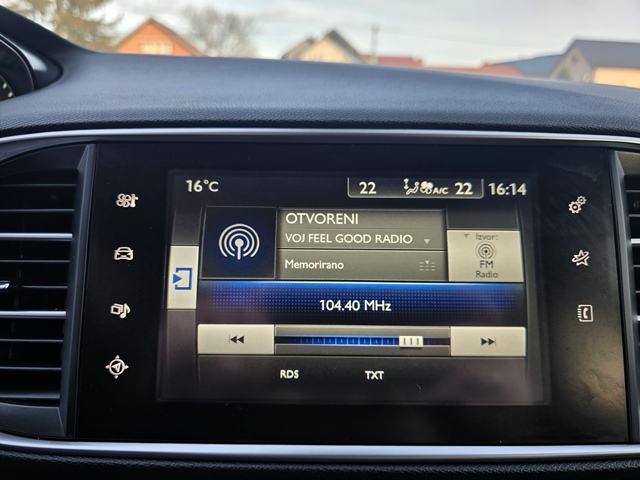 16°C
22
A/C
22
16:14
OTVORENI
VOJ FEEL GOOD RADIO
Memorirano
Izvor:
FM
Radio
104.40 MHz
RDS
TXT